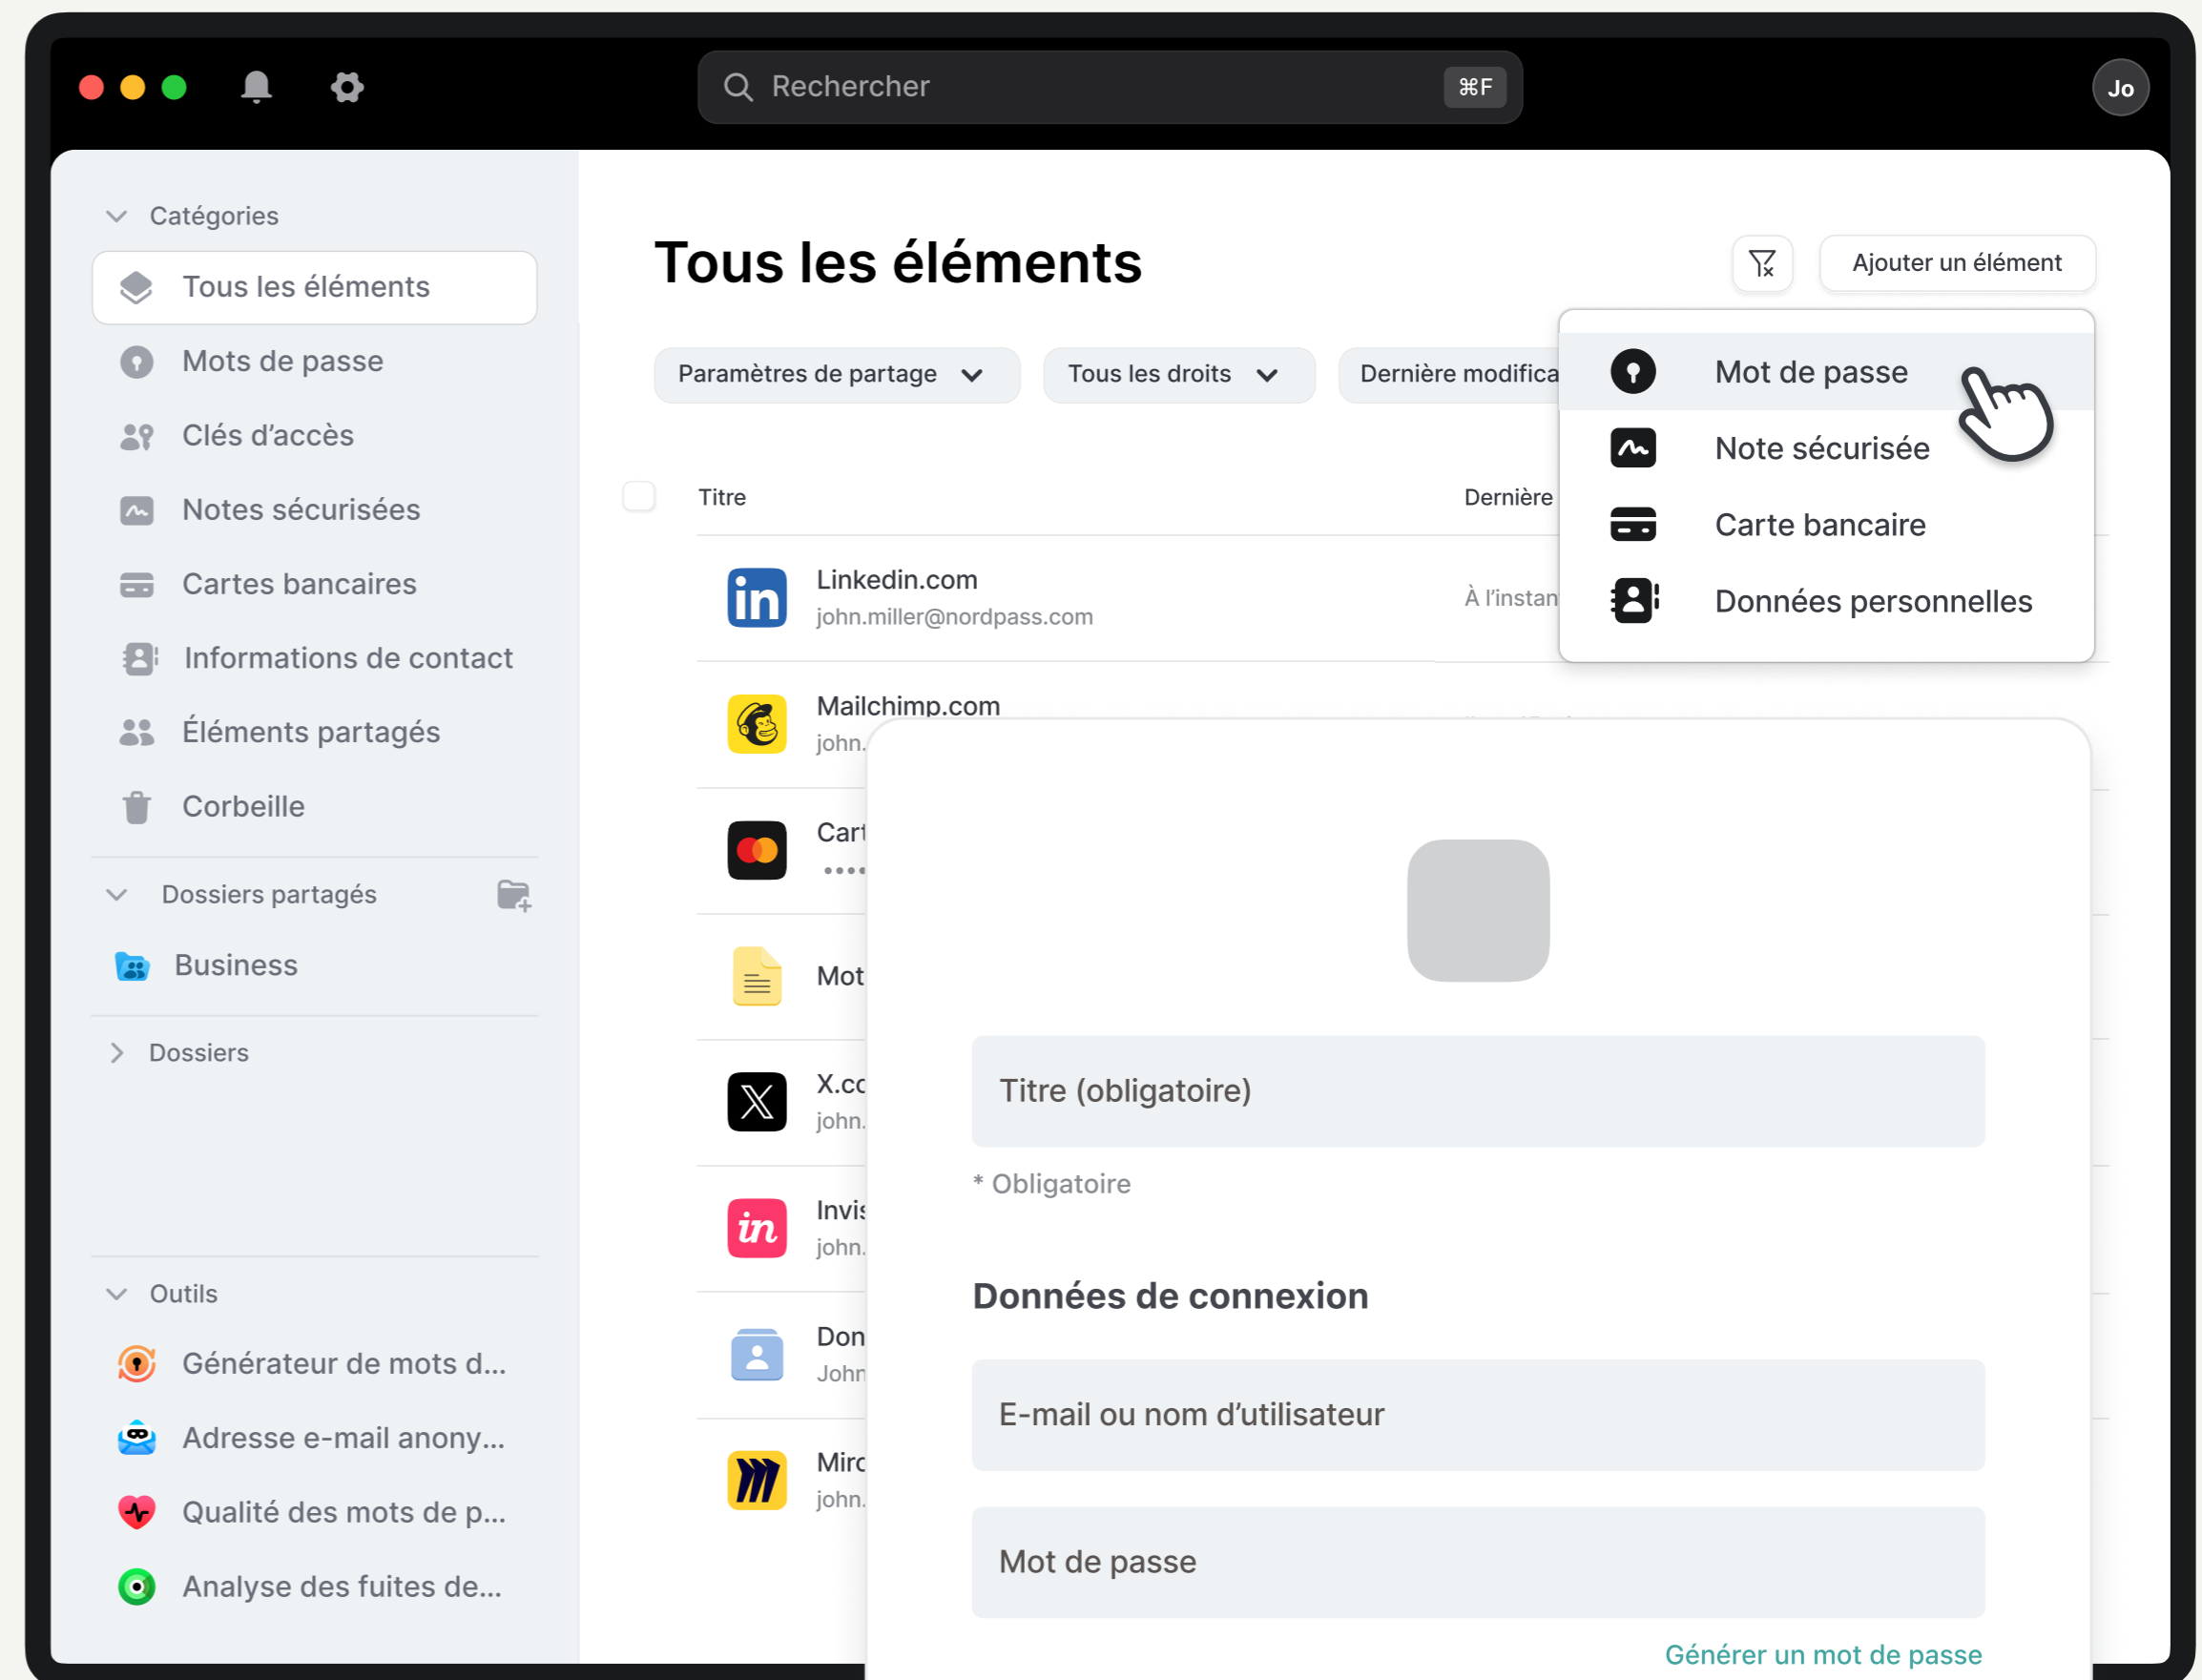 Rechercher
⌘F
Jo
Catégories
Tous les éléments
Mots de passe
Clés d’accès
Notes sécurisées
Cartes bancaires
Informations de contact
Éléments partagés
Corbeille
Dossiers partagés
Business
Dossiers
Outils
Générateur de mots d...
Adresse e-mail anony...
Qualité des mots de p...
Analyse des fuites de...
Tous les éléments
Ajouter un élément
Paramètres de partage
Tous les droits
Dernière modifica
Mot de passe
Note sécurisée
Carte bancaire
Données personnelles
Titre
Dernière
in
Linkedin.com
john.miller@nordpass.com
À l’instan
Mailchimp.com
john.
Cart
••••
Mot
X.co
john.
in
Invis
john.
Don
John
Miro
john.
Titre (obligatoire)
* Obligatoire
Données de connexion
E-mail ou nom d’utilisateur
Mot de passe
Générer un mot de passe